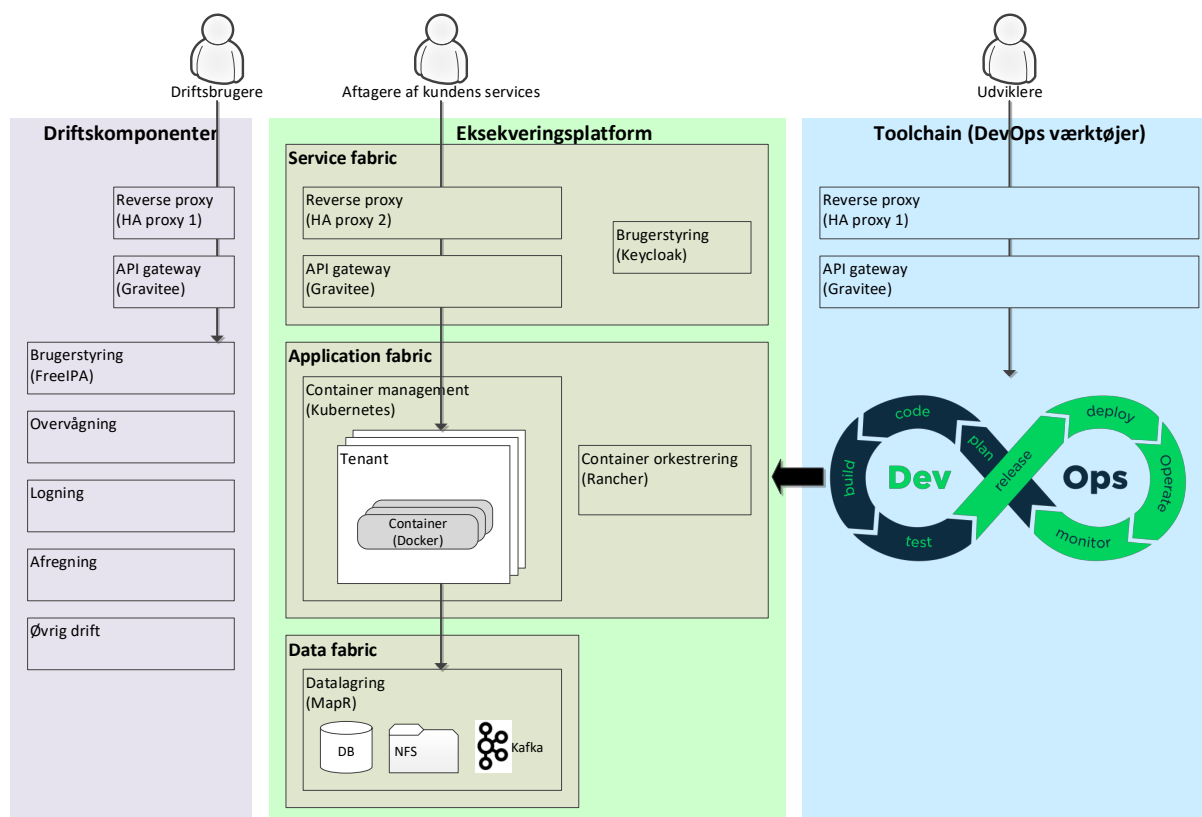 Driftsbrugere
Aftagere af kundens services
Udviklere
Driftskomponenter
Reverse proxy
(HA proxy 1)
API gateway
(Gravitee)
Brugerstyring
(FreeIPA)
Overvågning
Logning
Afregning
Øvrig drift
Eksekveringsplatform
Service fabric
Reverse proxy
(HA proxy 2)
API gateway
(Gravitee)
Brugerstyring
(Keycloak)
Application fabric
Container management
(Kubernetes)
Tenant
Container
(Docker)
Container orkestrering
(Rancher)
Data fabric
Datalagring
(MapR)
DB
NFS
Kafka
Toolchain (DevOps værktøjer)
Reverse proxy
(HA proxy 1)
API gateway
(Gravitee)
code
plan
build
Dev
test
release
deploy
Operate
Ops
monitor